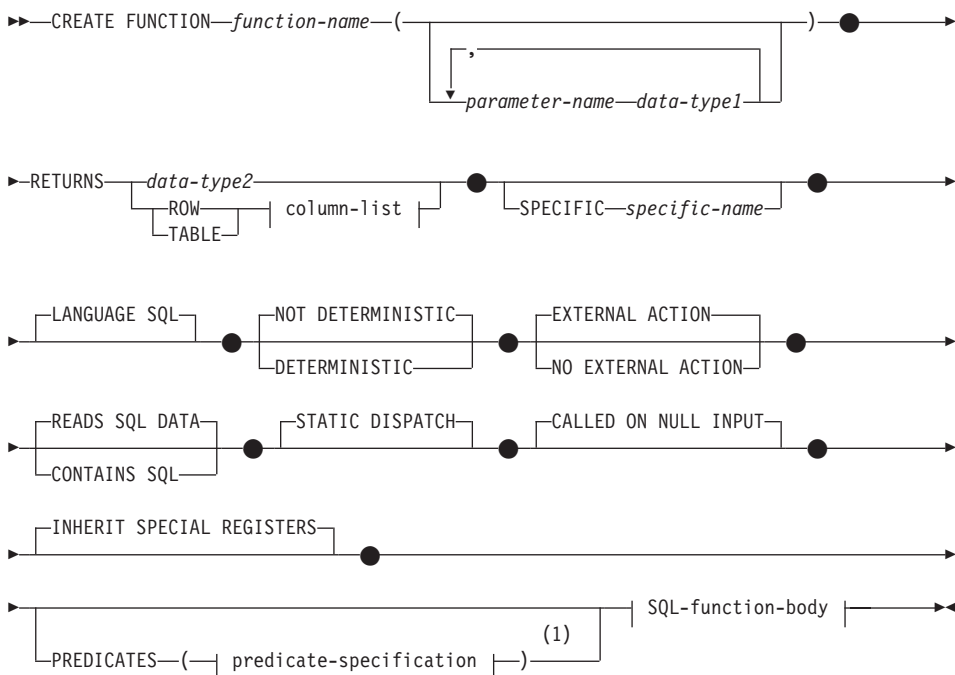 CREATE FUNCTION function-name ( )
,
parameter-name data-type1
RETURNS data-type2
ROW column-list
TABLE
SPECIFIC specific-name
LANGUAGE SQL NOT DETERMINISTIC EXTERNAL ACTION
DETERMINISTIC NO EXTERNAL ACTION
READS SQL DATA STATIC DISPATCH CALLED ON NULL INPUT
CONTAINS SQL
INHERIT SPECIAL REGISTERS
SQL-function-body
(1)
PREDICATES ( predicate-specification )